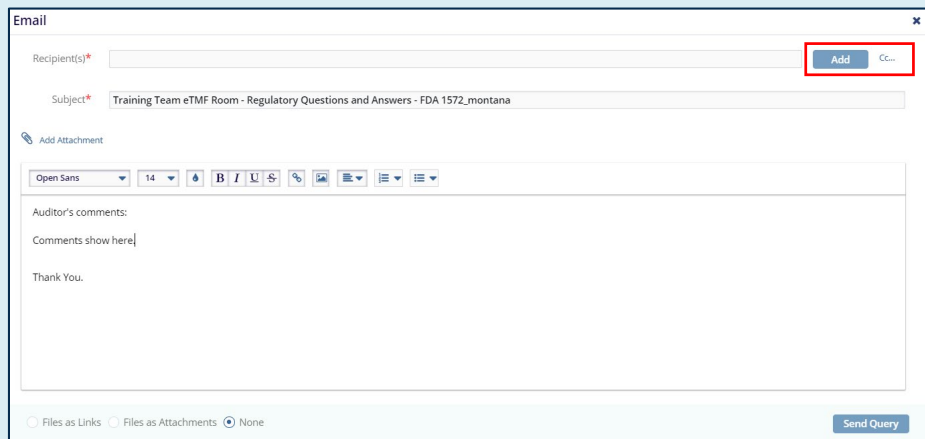 Email
Recipient(s)* Add Cc...
Subject* Training Team eTMF Room - Regulatory Questions and Answers - FDA 1572_montana
Add Attachment
Open Sans 14 B I U S
Auditor's comments:
Comments show here.
Thank You.
Files as Links Files as Attachments None Send Query